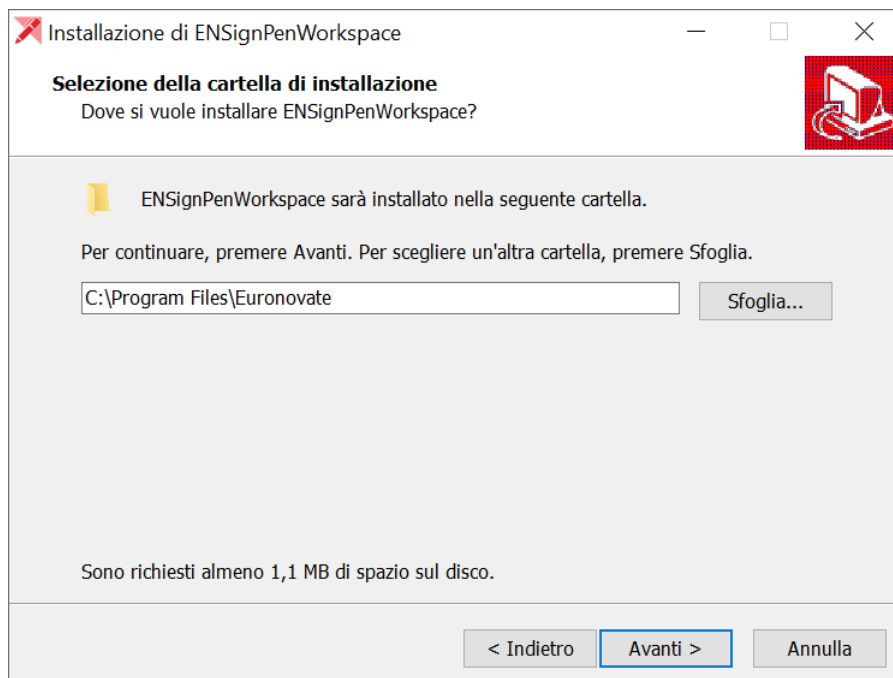 Installazione di ENSignPenWorkspace
Selezione della cartella di installazione
Dove si vuole installare ENSignPenWorkspace?
ENSignPenWorkspace sarà installato nella seguente cartella.
Per continuare, premere Avanti. Per scegliere un'altra cartella, premere Sfoglia.
C:\Program Files\Euronovate
Sfoglia...
Sono richiesti almeno 1,1 MB di spazio sul disco.
< Indietro
Avanti >
Annulla